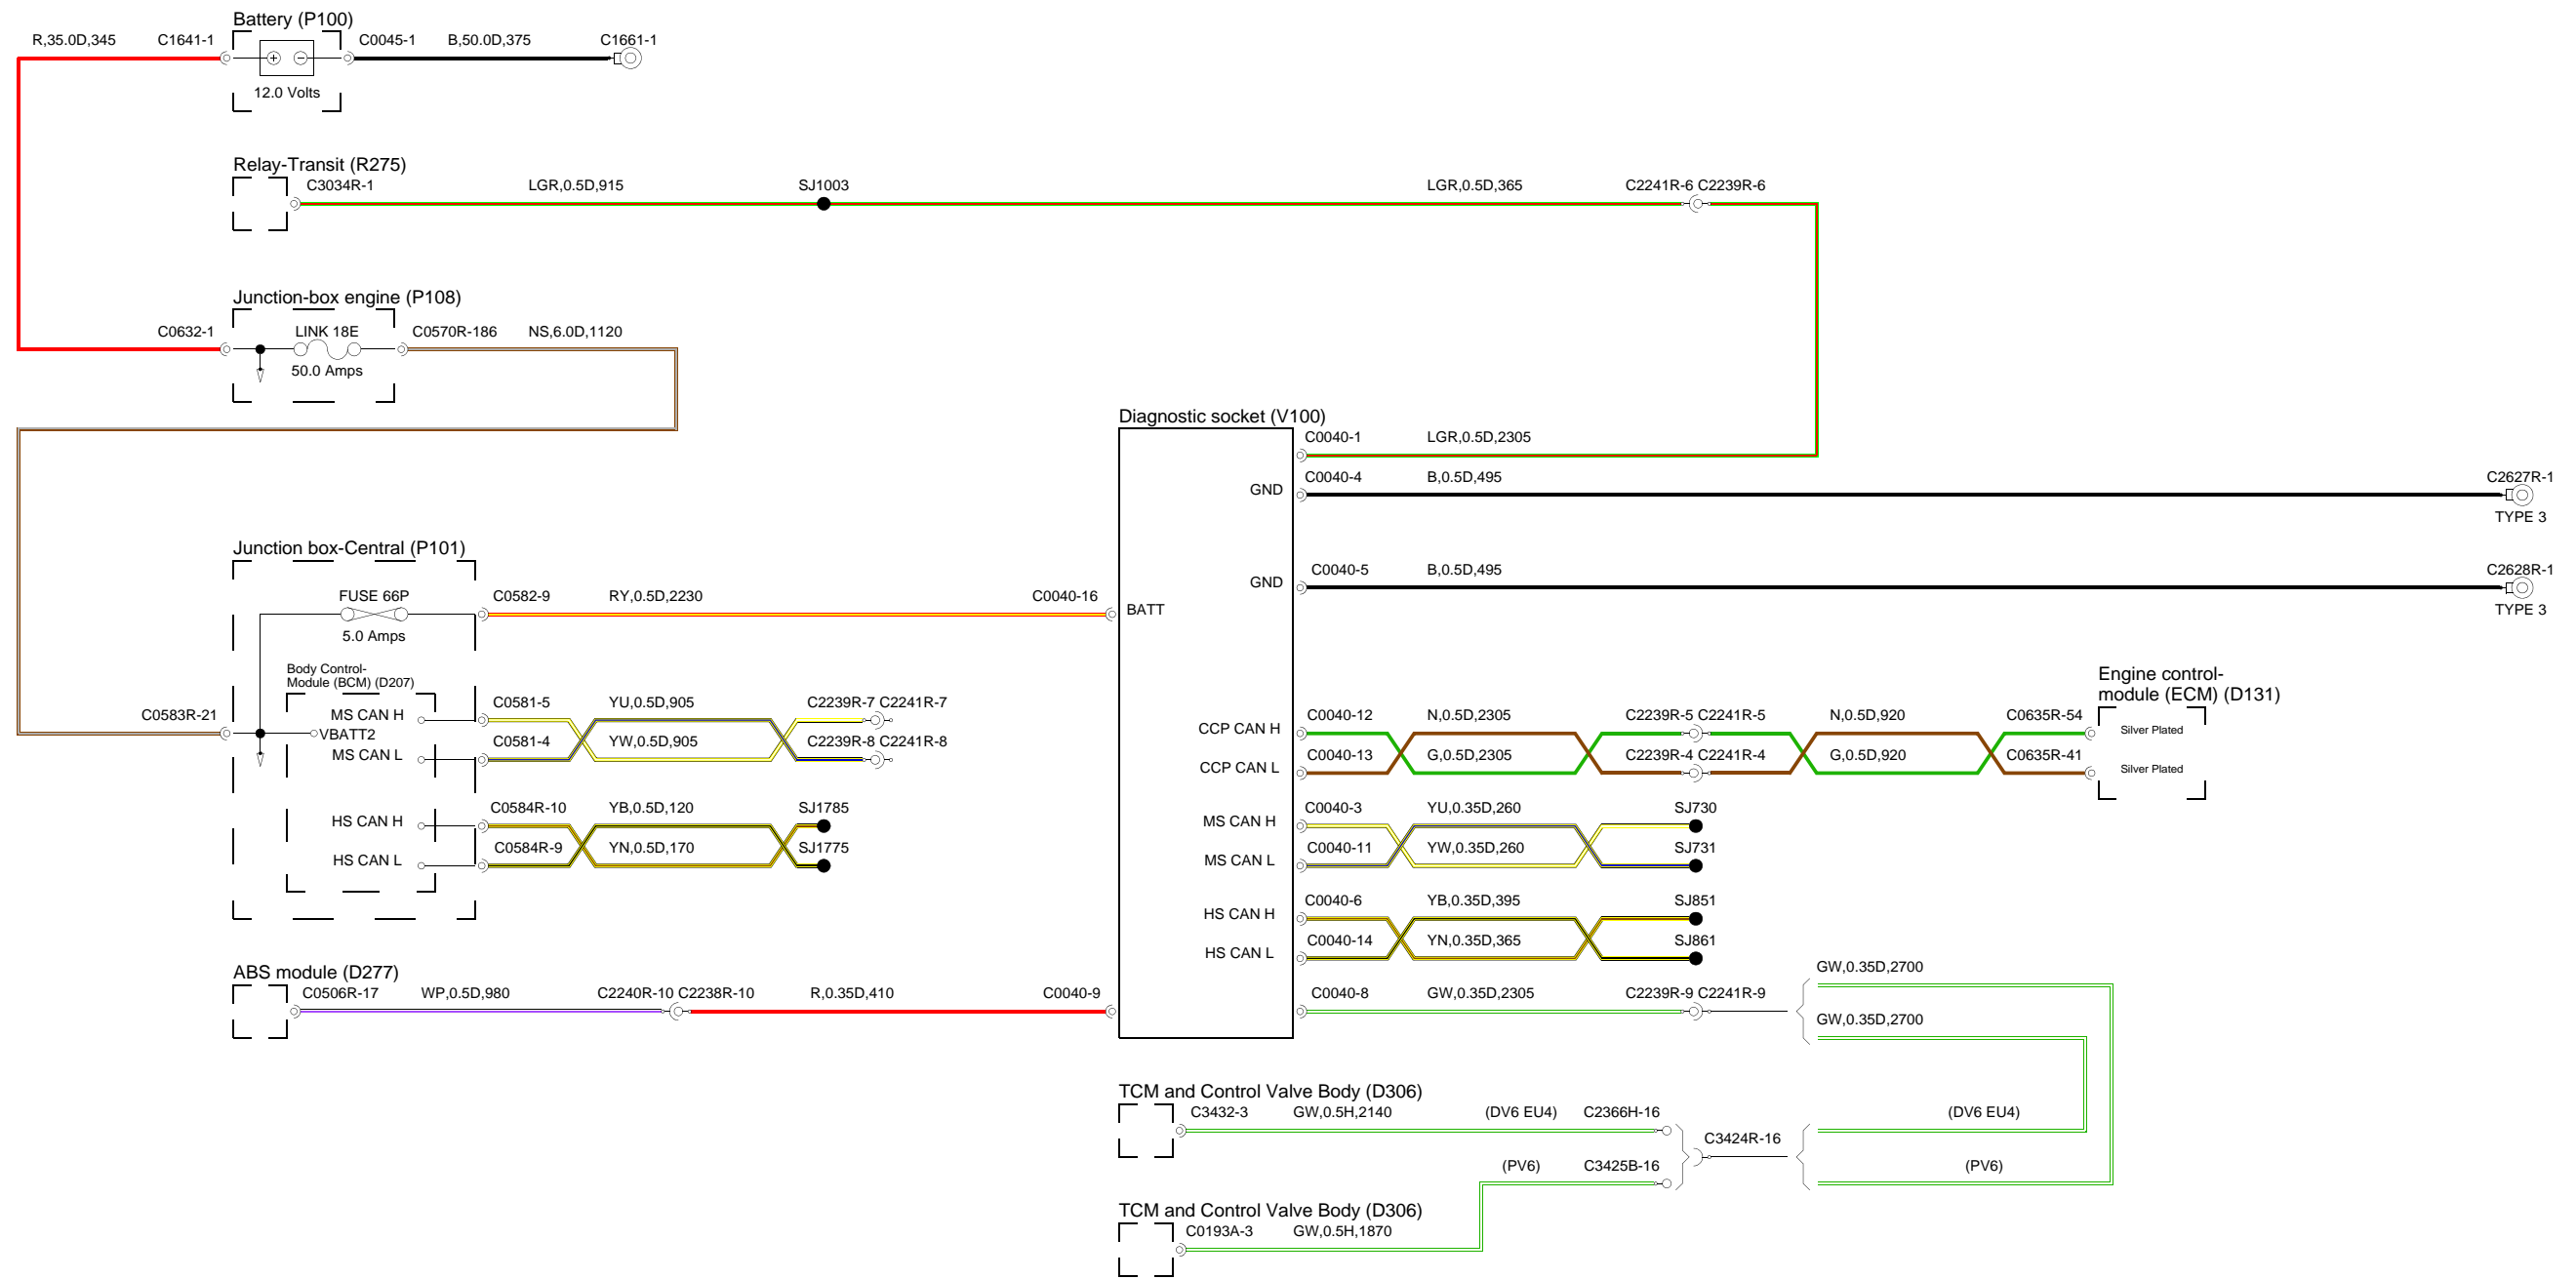 Battery (P100)
R,35.0D,345
C1641-1
C0045-1
B,50.0D,375
C1661-1
12.0 Volts
Relay-Transit (R275)
C3034R-1
LGR,0.5D,915
SJ1003
LGR,0.5D,365
C2241R-6 C2239R-6
Junction-box engine (P108)
C0632-1
LINK 18E
C0570R-186
NS,6.0D,1120
50.0 Amps
Diagnostic socket (V100)
C0040-1
LGR,0.5D,2305
GND
C0040-4
B,0.5D,495
C2627R-1
TYPE 3
Junction box-Central (P101)
GND
C0040-5
B,0.5D,495
C2628R-1
TYPE 3
FUSE 66P
C0582-9
RY,0.5D,2230
C0040-16
BATT
5.0 Amps
Body Control-
Module (BCM) (D207)
Engine control-
module (ECM) (D131)
C0583R-21
MS CAN H
VBATT2
MS CAN L
C0581-5
YU,0.5D,905
C2239R-7 C2241R-7
C0581-4
YW,0.5D,905
C2239R-8 C2241R-8
CCP CAN H
C0040-12
N,0.5D,2305
C2239R-5 C2241R-5
N,0.5D,920
C0635R-54
Silver Plated
CCP CAN L
C0040-13
G,0.5D,2305
C2239R-4 C2241R-4
G,0.5D,920
C0635R-41
Silver Plated
HS CAN H
C0584R-10
YB,0.5D,120
SJ1785
HS CAN L
C0584R-9
YN,0.5D,170
SJ1775
MS CAN H
C0040-3
YU,0.35D,260
SJ730
MS CAN L
C0040-11
YW,0.35D,260
SJ731
HS CAN H
C0040-6
YB,0.35D,395
SJ851
HS CAN L
C0040-14
YN,0.35D,365
SJ861
ABS module (D277)
C0506R-17
WP,0.5D,980
C2240R-10 C2238R-10
R,0.35D,410
C0040-9
C0040-8
GW,0.35D,2305
C2239R-9 C2241R-9
GW,0.35D,2700
GW,0.35D,2700
TCM and Control Valve Body (D306)
C3432-3
GW,0.5H,2140
(DV6 EU4)
C2366H-16
C3424R-16
(DV6 EU4)
(PV6)
C3425B-16
(PV6)
TCM and Control Valve Body (D306)
C0193A-3
GW,0.5H,1870